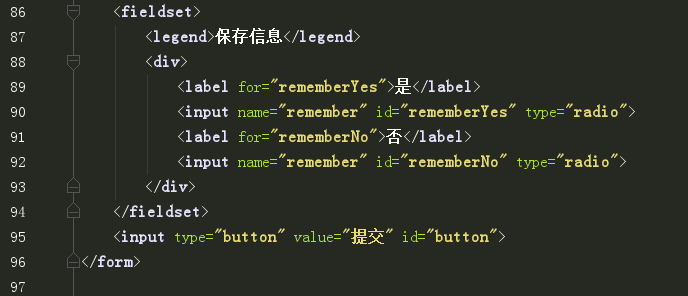 86 <fieldset>
87 <legend>保存信息</legend>
88 <div>
89 <label for="rememberYes">是</label>
90 <input name="remember" id="rememberYes" type="radio">
91 <label for="rememberNo">否</label>
92 <input name="remember" id="rememberNo" type="radio">
93 </div>
94 </fieldset>
95 <input type="button" value="提交" id="button">
96 </form>
97